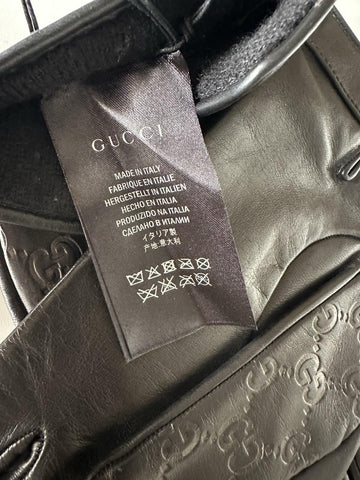 GUCCI
MADE IN ITALY
FABRIQUÉ EN ITALIE
HERGESTELLT IN ITALIEN
HECHO EN ITALIA
PRODUZIDO NA ITALIA
СДЕЛАНО В ИТАЛИИ
イタリア製
产地:意大利